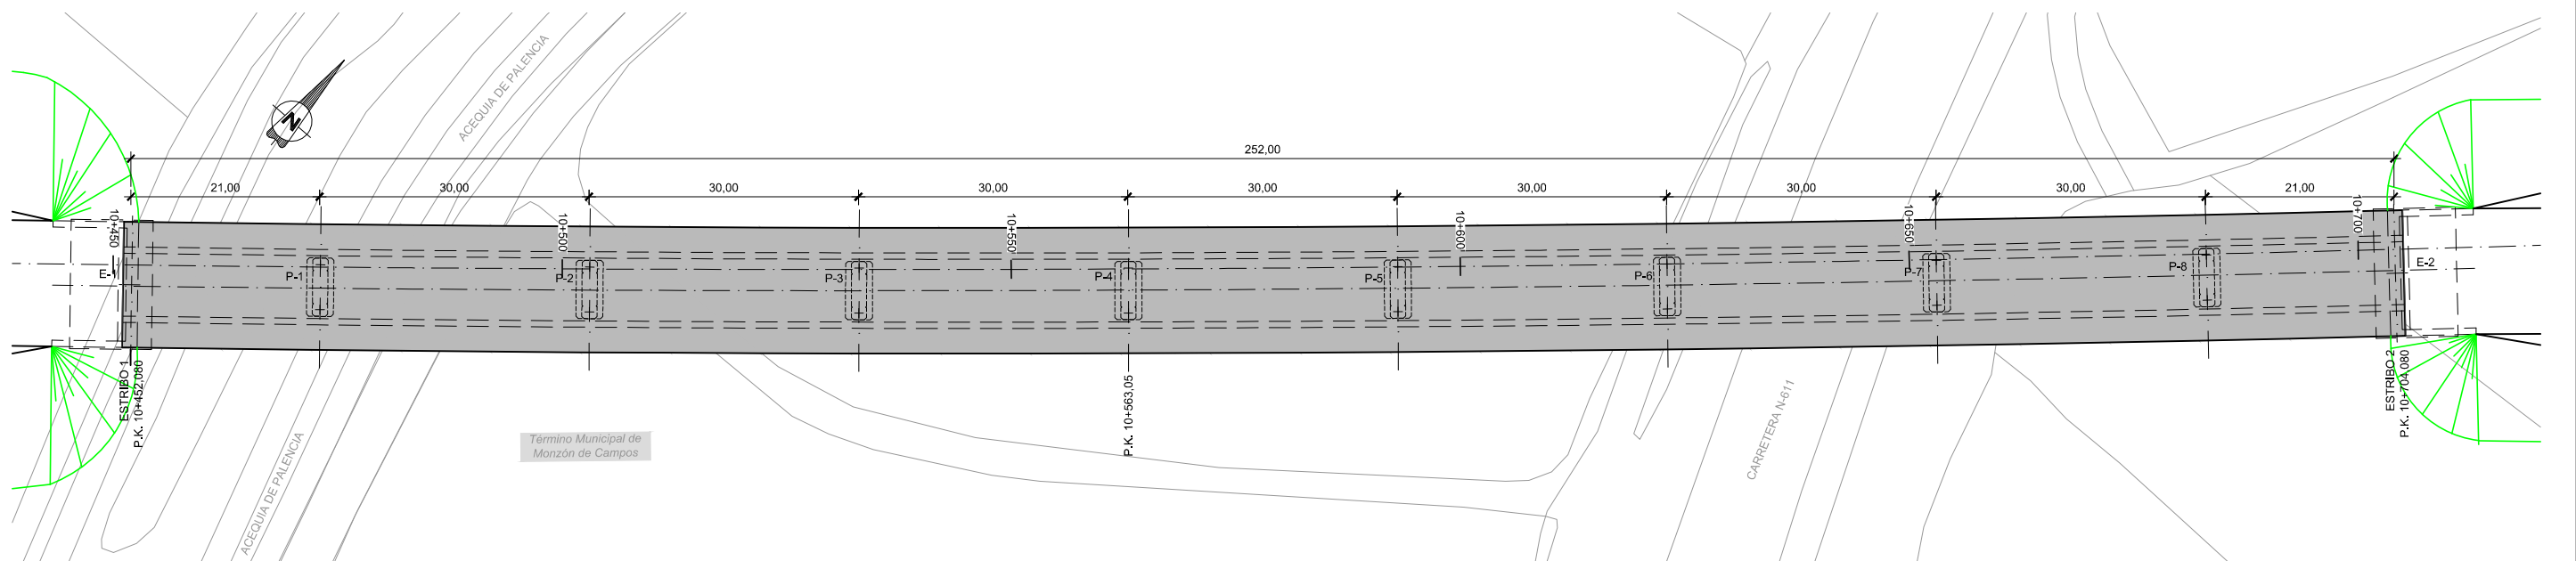 ACEQUIA DE PALENCIA
N
252,00
21,00
30,00
30,00
30,00
30,00
30,00
30,00
30,00
21,00
10+450
10+500
10+550
10+600
10+650
10+700
E-1
P-1
P-2
P-3
P-4
P-5
P-6
P-7
P-8
E-2
ESTRIBO 1
P.K. 10+452,080
P.K. 10+563,05
ESTRIBO 2
P.K. 10+704,080
ACEQUIA DE PALENCIA
Término Municipal de
Monzón de Campos
CARRETERA N-611